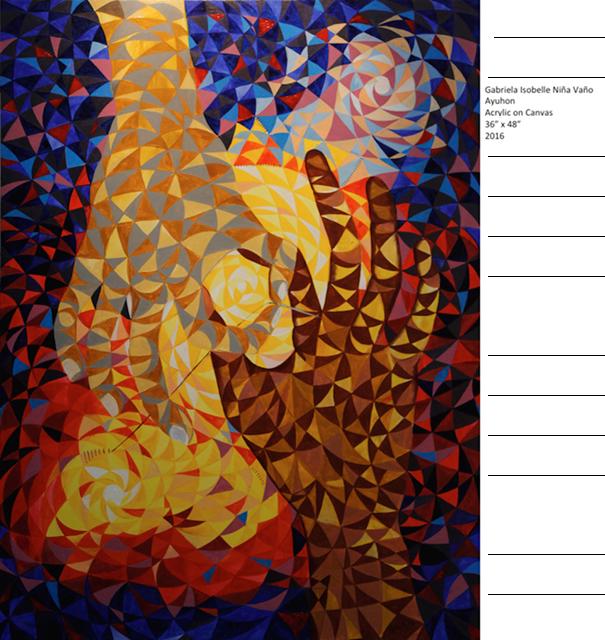 Gabriela Isobelle Niña Vaño
Ayuhon
Acrylic on Canvas
36" x 48"
2016